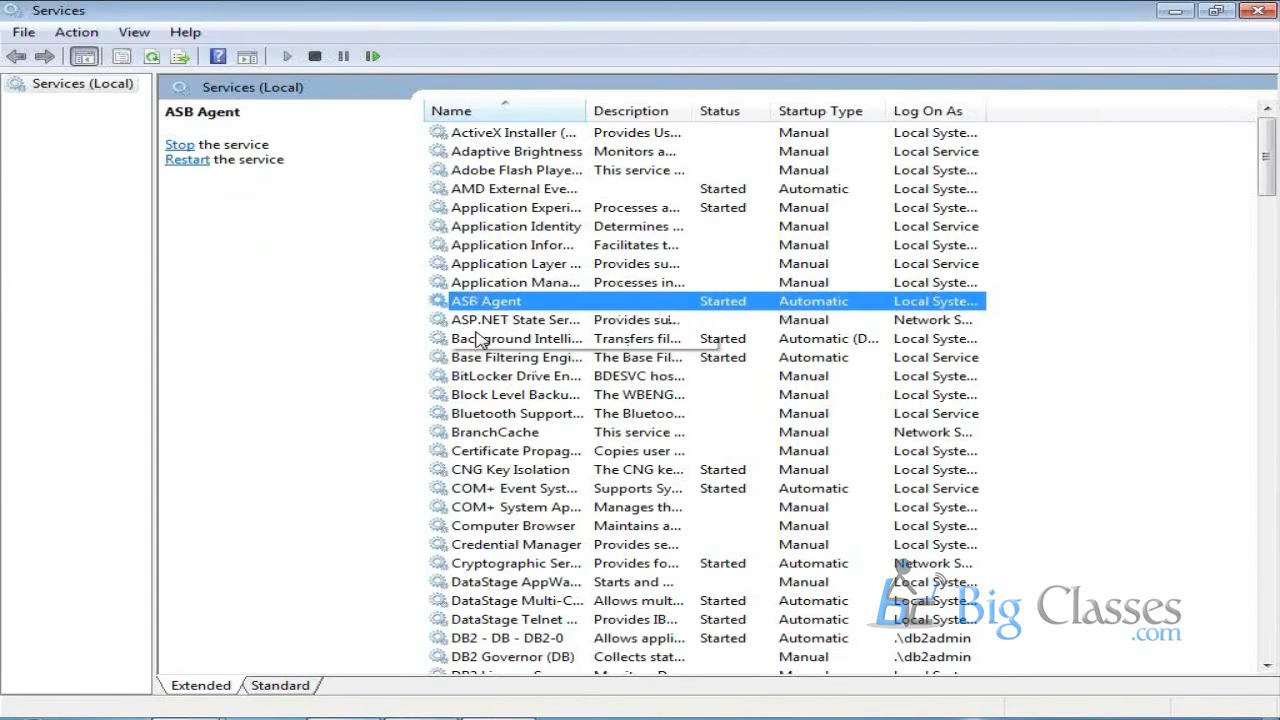 Services
File Action View Help
Services (Local)
Services (Local)
ASB Agent
Stop the service
Restart the service
Name Description Status Startup Type Log On As
ActiveX Installer (... Provides Us... Manual Local Syste...
Adaptive Brightness Monitors a... Manual Local Service
Adobe Flash Playe... This service ... Manual Local Syste...
AMD External Eve... Started Automatic Local Syste...
Application Experi... Processes a... Started Manual Local Syste...
Application Identity Determines ... Manual Local Service
Application Infor... Facilitates t... Manual Local Syste...
Application Layer ... Provides su... Manual Local Service
Application Mana... Processes in... Manual Local Syste...
ASB Agent Started Automatic Local Syste...
ASP.NET State Ser... Provides su... Manual Network S...
Background Intelli... Transfers fil... Started Automatic (D... Local Syste...
Base Filtering Engi... The Base Fil... Started Automatic Local Service
BitLocker Drive En... BDESVC hos... Manual Local Syste...
Block Level Backu... The WBENG... Manual Local Syste...
Bluetooth Support... The Bluetoo... Manual Local Service
BranchCache This service ... Manual Network S...
Certificate Propag... Copies user ... Manual Local Syste...
CNG Key Isolation The CNG ke... Started Manual Local Syste...
COM+ Event Syst... Supports Sy... Started Automatic Local Service
COM+ System Ap... Manages th... Manual Local Syste...
Computer Browser Maintains a... Manual Local Syste...
Credential Manager Provides se... Manual Local Syste...
Cryptographic Ser... Provides fo... Started Automatic Network S...
DataStage AppWa... Starts and ... Manual Local Syste...
DataStage Multi-C... Allows mult... Started Automatic Local Syste...
DataStage Telnet ... Provides IB... Started Automatic Local Syste...
DB2 - DB - DB2-0 Allows appli... Started Automatic .\db2admin
DB2 Governor (DB) Collects stat... Manual .\db2admin
Big Classes
.com
Extended Standard